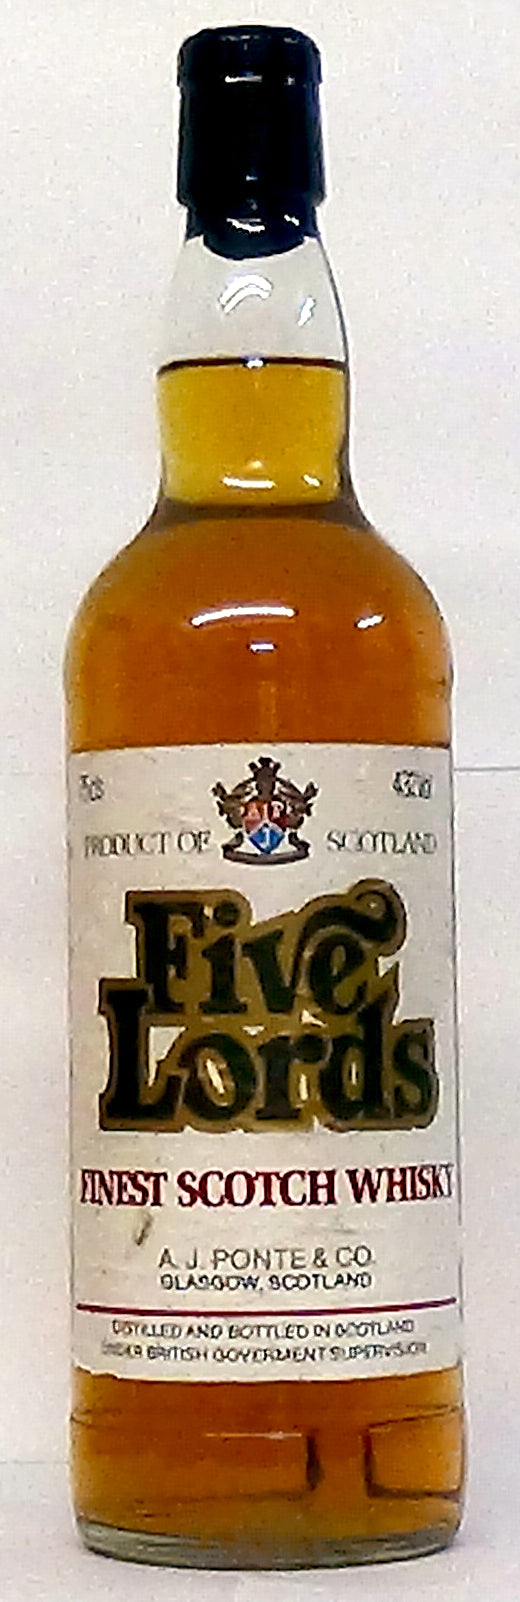 PRODUCT OF SCOTLAND
Five
Lords
FINEST SCOTCH WHISKY
A. J. PONTE & CO.
GLASGOW, SCOTLAND
DISTILLED AND BOTTLED IN SCOTLAND
UNDER BRITISH GOVERMENT SUPERVISION